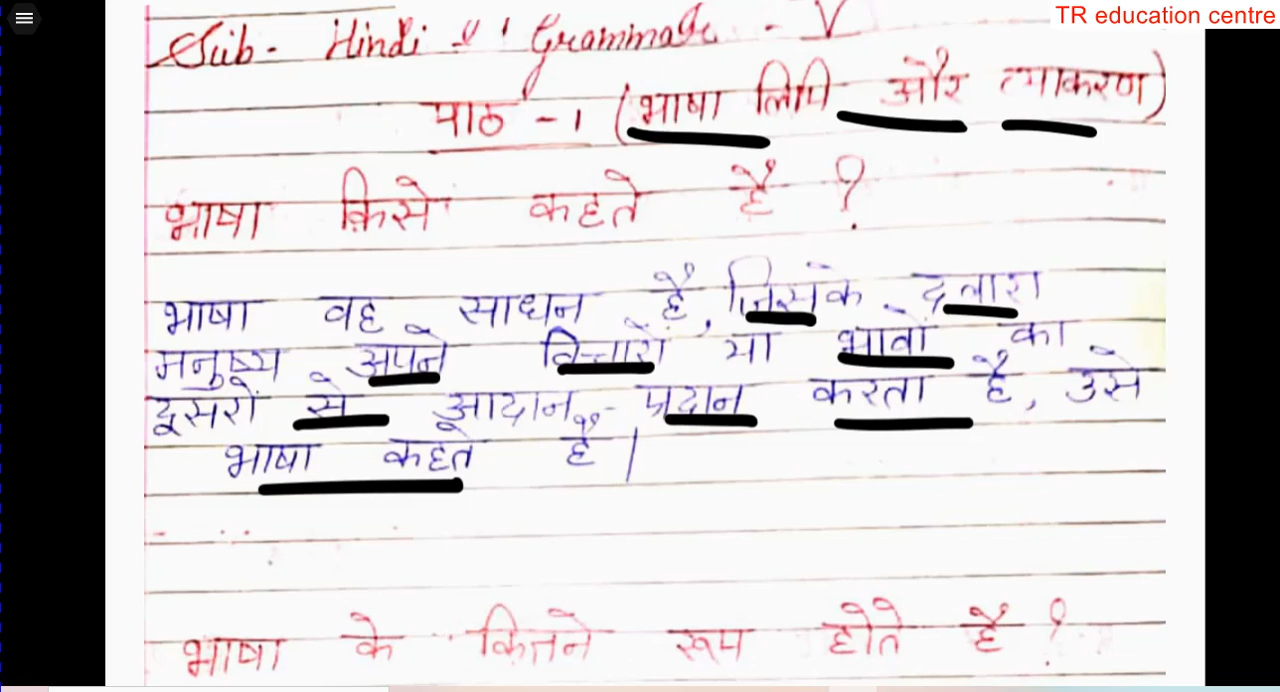 TR education centre
Sub- Hindi Grammar - V
पाठ -1 (भाषा लिपि और व्याकरण)
भाषा किसे कहते है ?
भाषा वह साधन है, जिसके द्वारा
मनुष्य अपने विचारों या भावों का
दूसरों से आदान - प्रदान करता है, उसे
भाषा कहते है |
भाषा के कितने रूप होते है ?